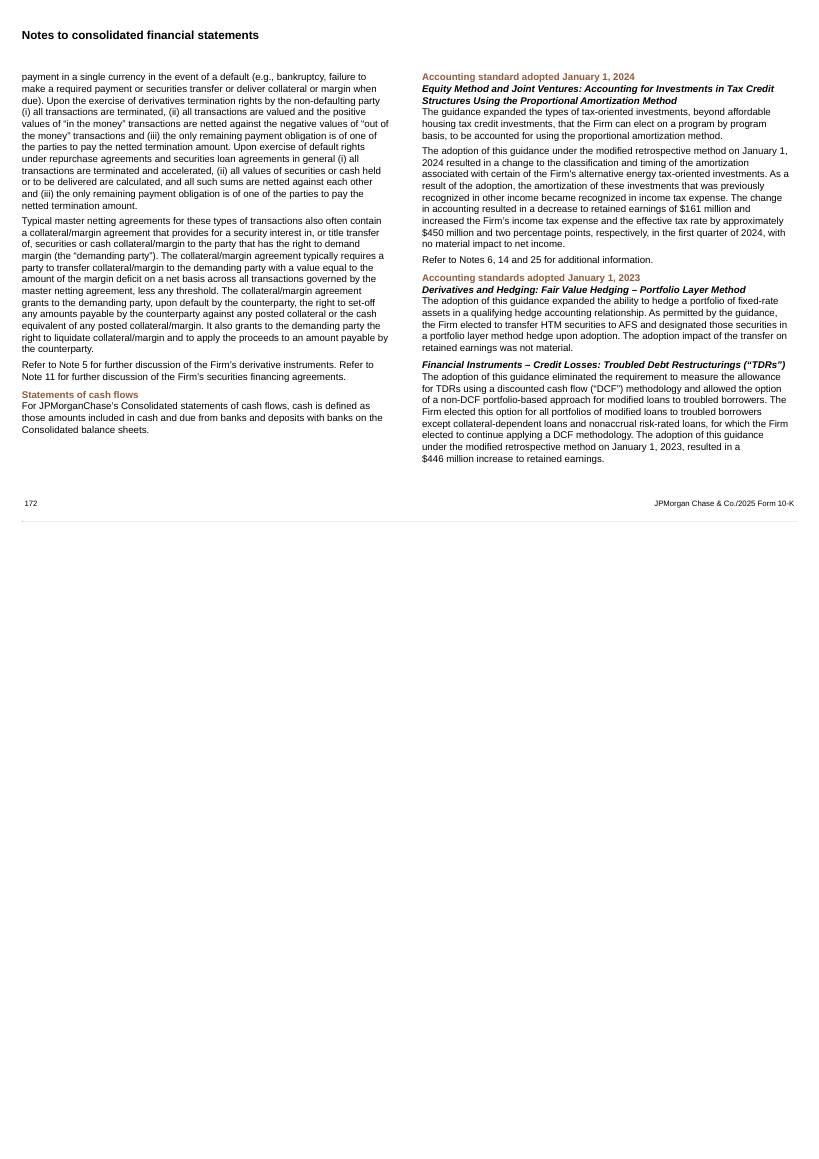 Notes to consolidated financial statements
payment in a single currency in the event of a default (e.g., bankruptcy, failure to
make a required payment or securities transfer or deliver collateral or margin when
due). Upon the exercise of derivatives termination rights by the non-defaulting party
(i) all transactions are terminated, (ii) all transactions are valued and the positive
values of “in the money” transactions are netted against the negative values of “out of
the money” transactions and (iii) the only remaining payment obligation is of one of
the parties to pay the netted termination amount. Upon exercise of default rights
under repurchase agreements and securities loan agreements in general (i) all
transactions are terminated and accelerated, (ii) all values of securities or cash held
or to be delivered are calculated, and all such sums are netted against each other
and (iii) the only remaining payment obligation is of one of the parties to pay the
netted termination amount.
Typical master netting agreements for these types of transactions also often contain
a collateral/margin agreement that provides for a security interest in, or title transfer
of, securities or cash collateral/margin to the party that has the right to demand
margin (the “demanding party”). The collateral/margin agreement typically requires a
party to transfer collateral/margin to the demanding party with a value equal to the
amount of the margin deficit on a net basis across all transactions governed by the
master netting agreement, less any threshold. The collateral/margin agreement
grants to the demanding party, upon default by the counterparty, the right to set-off
any amounts payable by the counterparty against any posted collateral or the cash
equivalent of any posted collateral/margin. It also grants to the demanding party the
right to liquidate collateral/margin and to apply the proceeds to an amount payable by
the counterparty.
Refer to Note 5 for further discussion of the Firm’s derivative instruments. Refer to
Note 11 for further discussion of the Firm’s securities financing agreements.
Statements of cash flows
For JPMorganChase’s Consolidated statements of cash flows, cash is defined as
those amounts included in cash and due from banks and deposits with banks on the
Consolidated balance sheets.
Accounting standard adopted January 1, 2024
Equity Method and Joint Ventures: Accounting for Investments in Tax Credit
Structures Using the Proportional Amortization Method
The guidance expanded the types of tax-oriented investments, beyond affordable
housing tax credit investments, that the Firm can elect on a program by program
basis, to be accounted for using the proportional amortization method.
The adoption of this guidance under the modified retrospective method on January 1,
2024 resulted in a change to the classification and timing of the amortization
associated with certain of the Firm’s alternative energy tax-oriented investments. As a
result of the adoption, the amortization of these investments that was previously
recognized in other income became recognized in income tax expense. The change
in accounting resulted in a decrease to retained earnings of $161 million and
increased the Firm’s income tax expense and the effective tax rate by approximately
$450 million and two percentage points, respectively, in the first quarter of 2024, with
no material impact to net income.
Refer to Notes 6, 14 and 25 for additional information.
Accounting standards adopted January 1, 2023
Derivatives and Hedging: Fair Value Hedging – Portfolio Layer Method
The adoption of this guidance expanded the ability to hedge a portfolio of fixed-rate
assets in a qualifying hedge accounting relationship. As permitted by the guidance,
the Firm elected to transfer HTM securities to AFS and designated those securities in
a portfolio layer method hedge upon adoption. The adoption impact of the transfer on
retained earnings was not material.
Financial Instruments – Credit Losses: Troubled Debt Restructurings (“TDRs”)
The adoption of this guidance eliminated the requirement to measure the allowance
for TDRs using a discounted cash flow (“DCF”) methodology and allowed the option
of a non-DCF portfolio-based approach for modified loans to troubled borrowers. The
Firm elected this option for all portfolios of modified loans to troubled borrowers
except collateral-dependent loans and nonaccrual risk-rated loans, for which the Firm
elected to continue applying a DCF methodology. The adoption of this guidance
under the modified retrospective method on January 1, 2023, resulted in a
$446 million increase to retained earnings.
172
JPMorgan Chase & Co./2025 Form 10-K